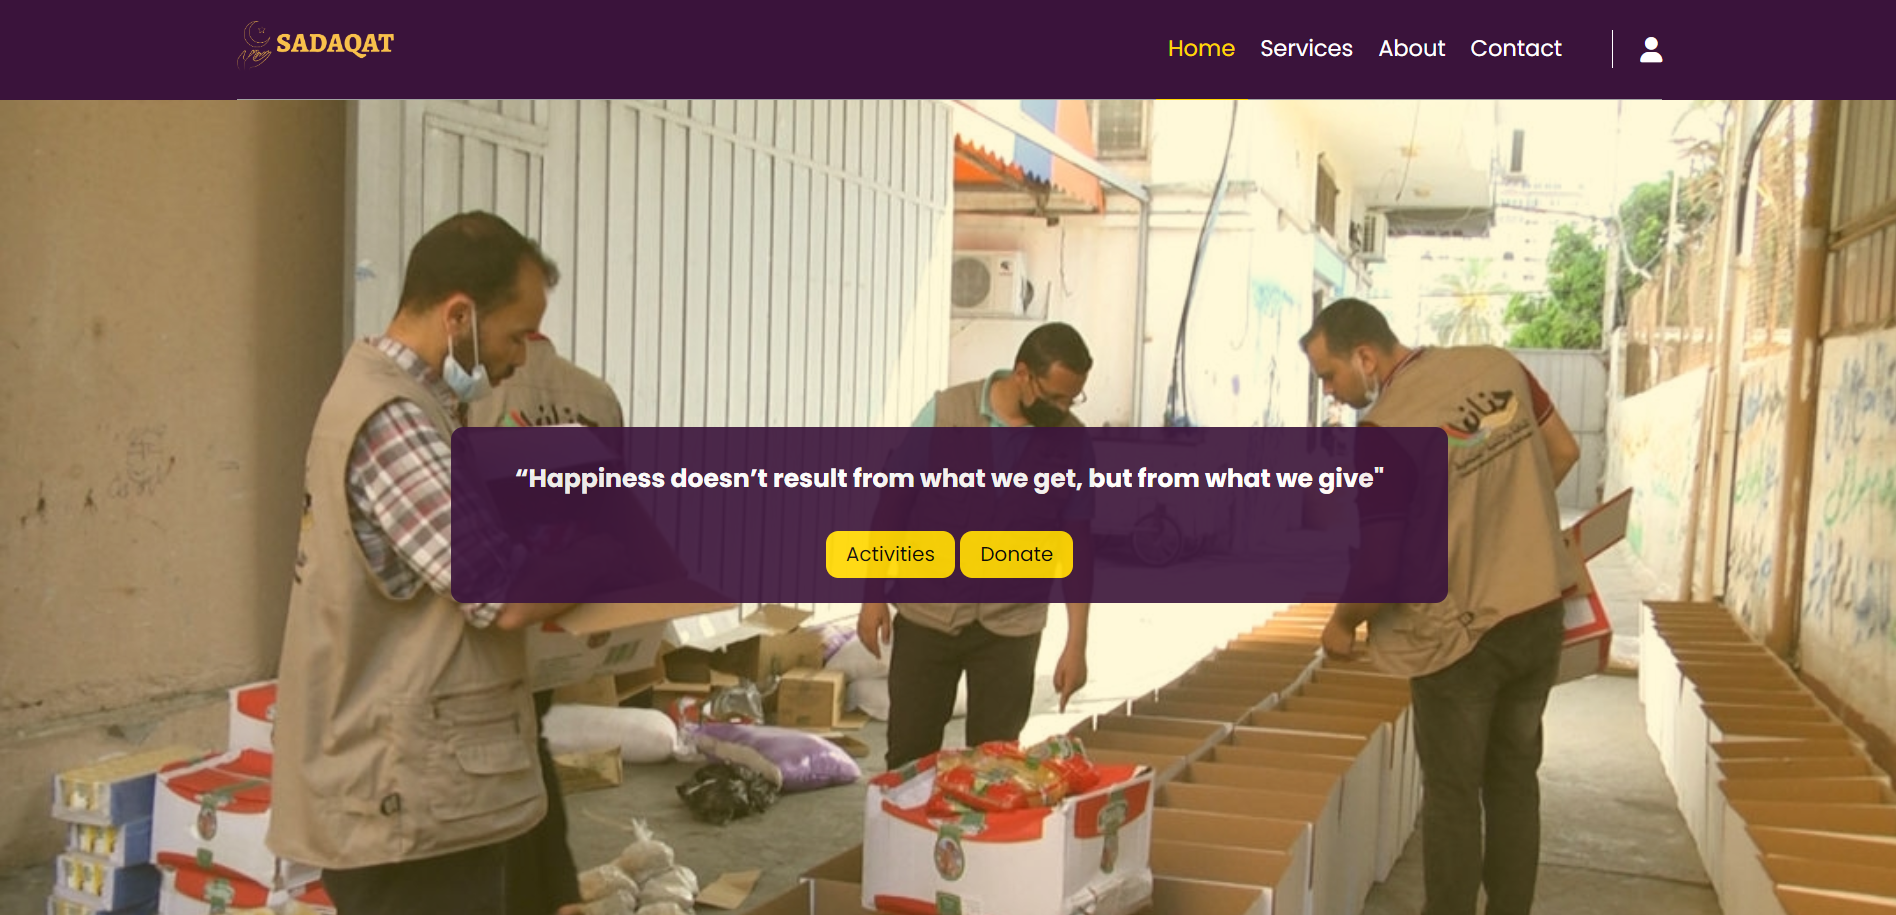 SADAQAT
Home Services About Contact
“Happiness doesn’t result from what we get, but from what we give"
Activities Donate
حنان